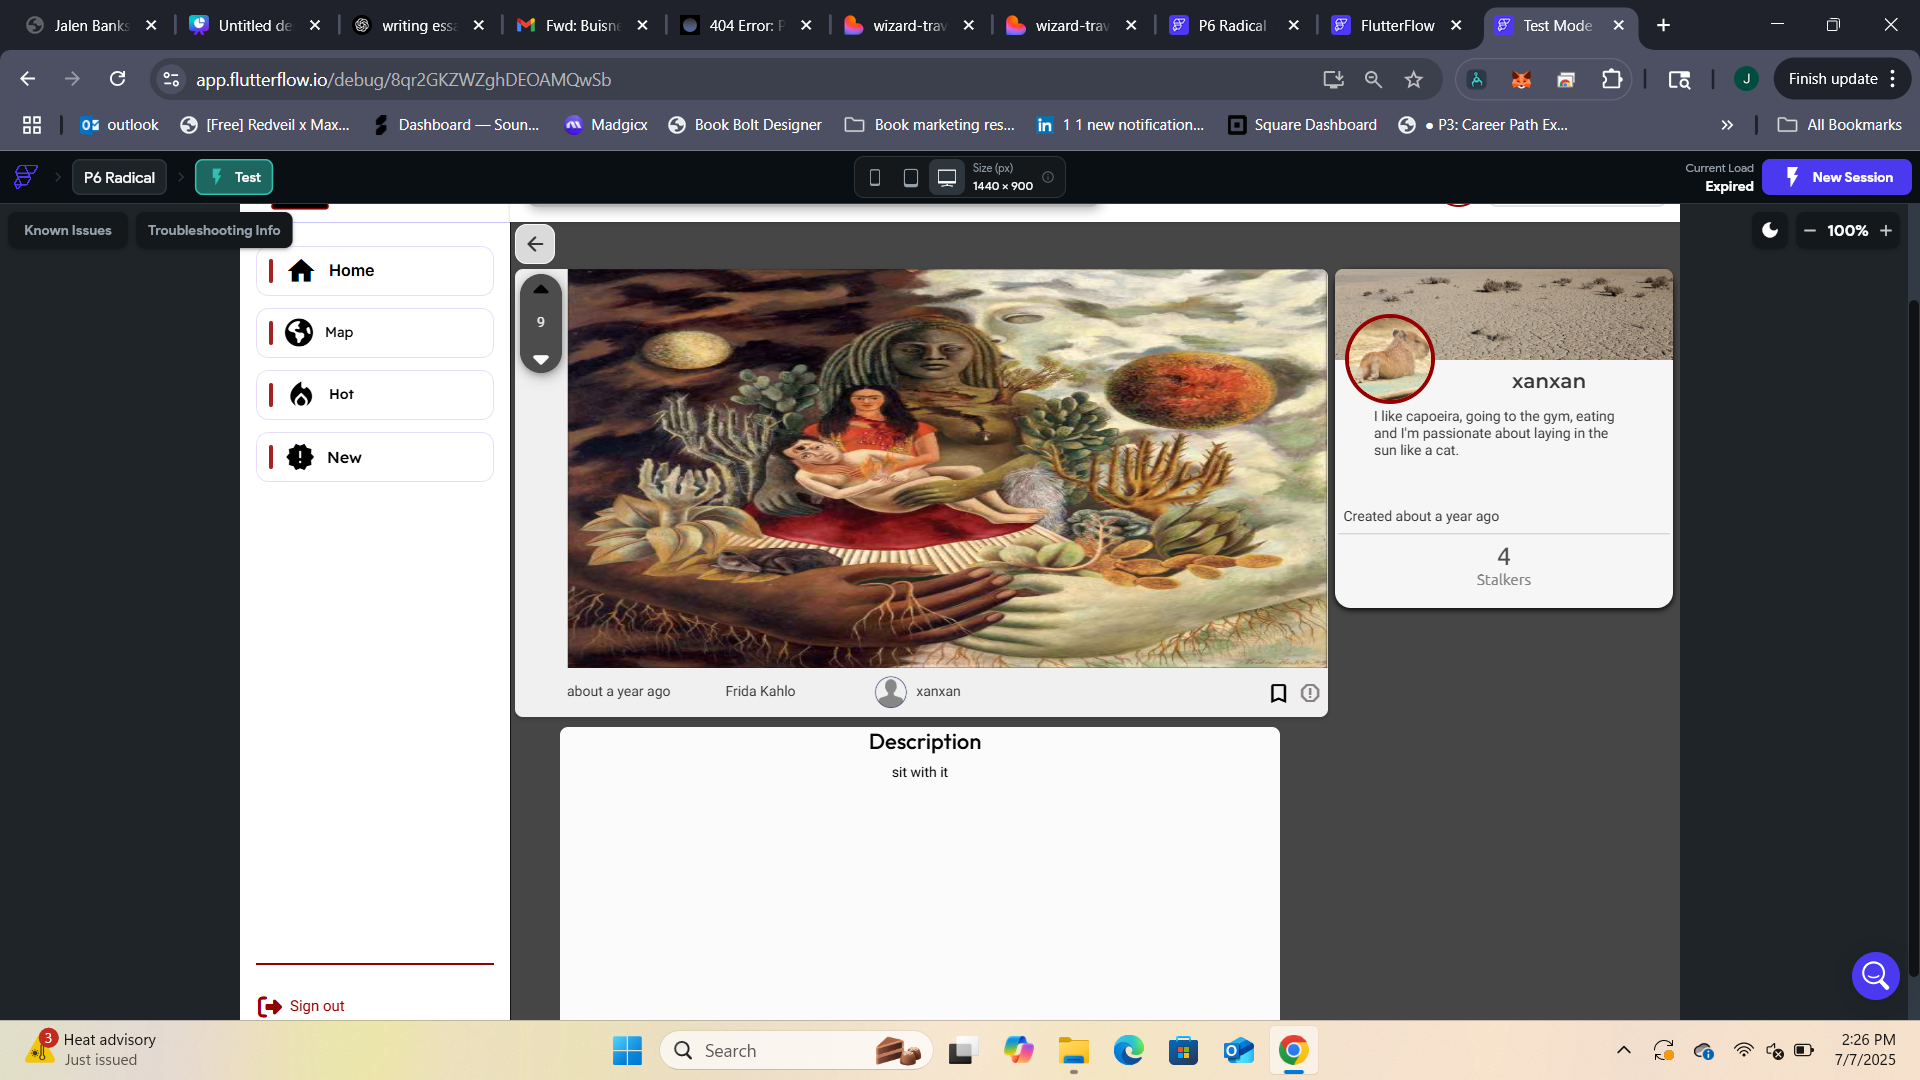 Jalen Banks
Untitled de
writing essa
Fwd: Buisne
404 Error: P
wizard-trav
wizard-trav
P6 Radical
FlutterFlow
Test Mode
app.flutterflow.io/debug/8qr2GKZWZghDEOAMQwSb
J
Finish update
outlook
[Free] Redveil x Max...
Dashboard — Soun...
Madgicx
Book Bolt Designer
Book marketing res...
1 1 new notification...
Square Dashboard
• P3: Career Path Ex...
All Bookmarks
P6 Radical
Test
Size (px)
1440 × 900
Current Load
Expired
New Session
Known Issues
Troubleshooting Info
100%
Home
Map
Hot
New
Sign out
9
about a year ago
Frida Kahlo
xanxan
xanxan
I like capoeira, going to the gym, eating
and I'm passionate about laying in the
sun like a cat.
Created about a year ago
4
Stalkers
Description
sit with it
3
Heat advisory
Just issued
Search
2:26 PM
7/7/2025